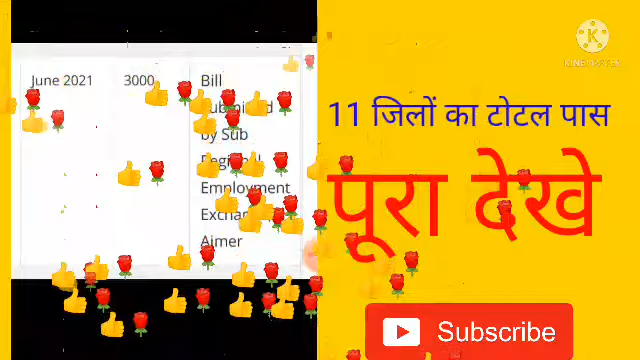 June 2021 3000 Bill
Submitted
by Sub
Regional
Employment
Exchange
Ajmer
11 जिलों का टोटल पास
पूरा देखे
Subscribe
KINEMASTER